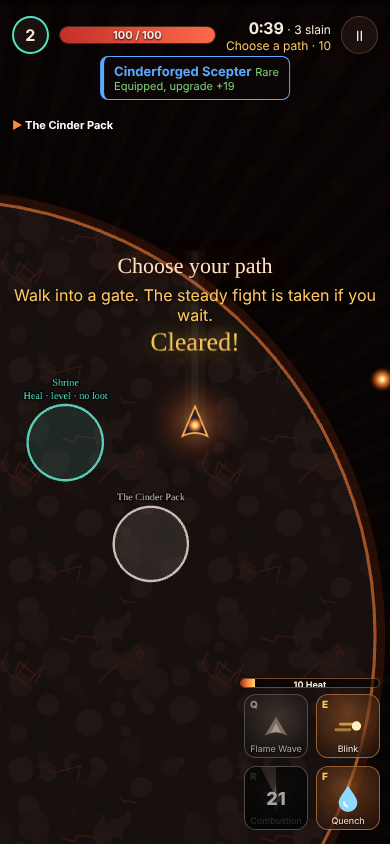 2
100 / 100
0:39 · 3 slain
Choose a path · 10
Cinderforged Scepter Rare
Equipped, upgrade +19
The Cinder Pack
Choose your path
Walk into a gate. The steady fight is taken if you
wait.
Cleared!
Shrine
Heal · level · no loot
The Cinder Pack
10 Heat
Q
Flame Wave
E
Blink
R
21
Combustion
F
Quench